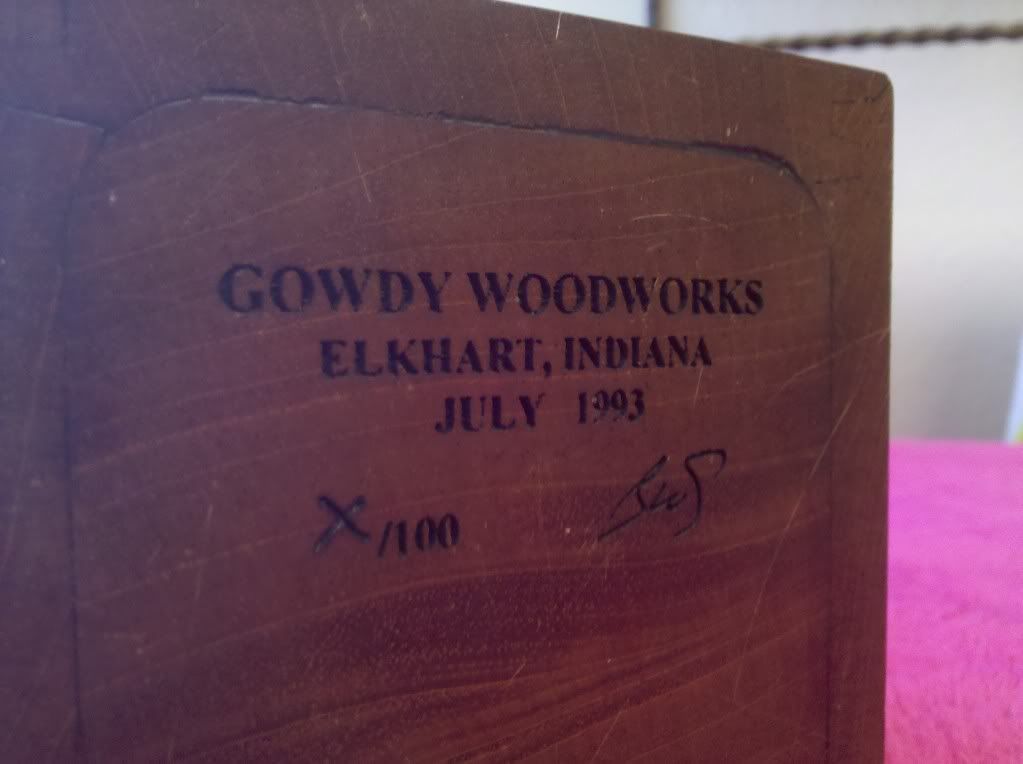 GOWDY WOODWORKS
ELKHART, INDIANA
JULY 1993
X/100